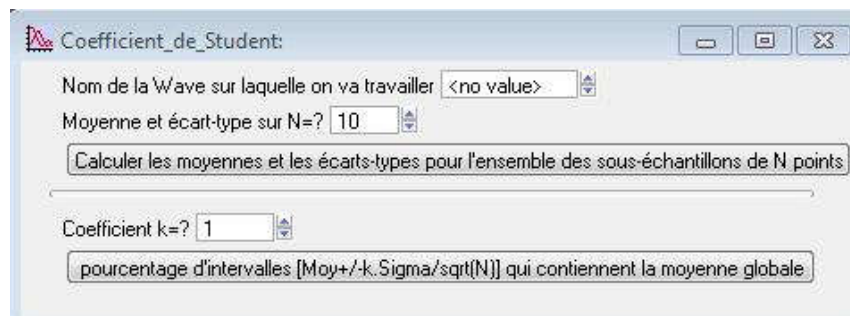 Coefficient_de_Student:
Nom de la Wave sur laquelle on va travailler <no value>
Moyenne et écart-type sur N=? 10
Calculer les moyennes et les écarts-types pour l'ensemble des sous-échantillons de N points
Coefficient k=? 1
pourcentage d'intervalles [Moy+/-k.Sigma/sqrt(N)] qui contiennent la moyenne globale